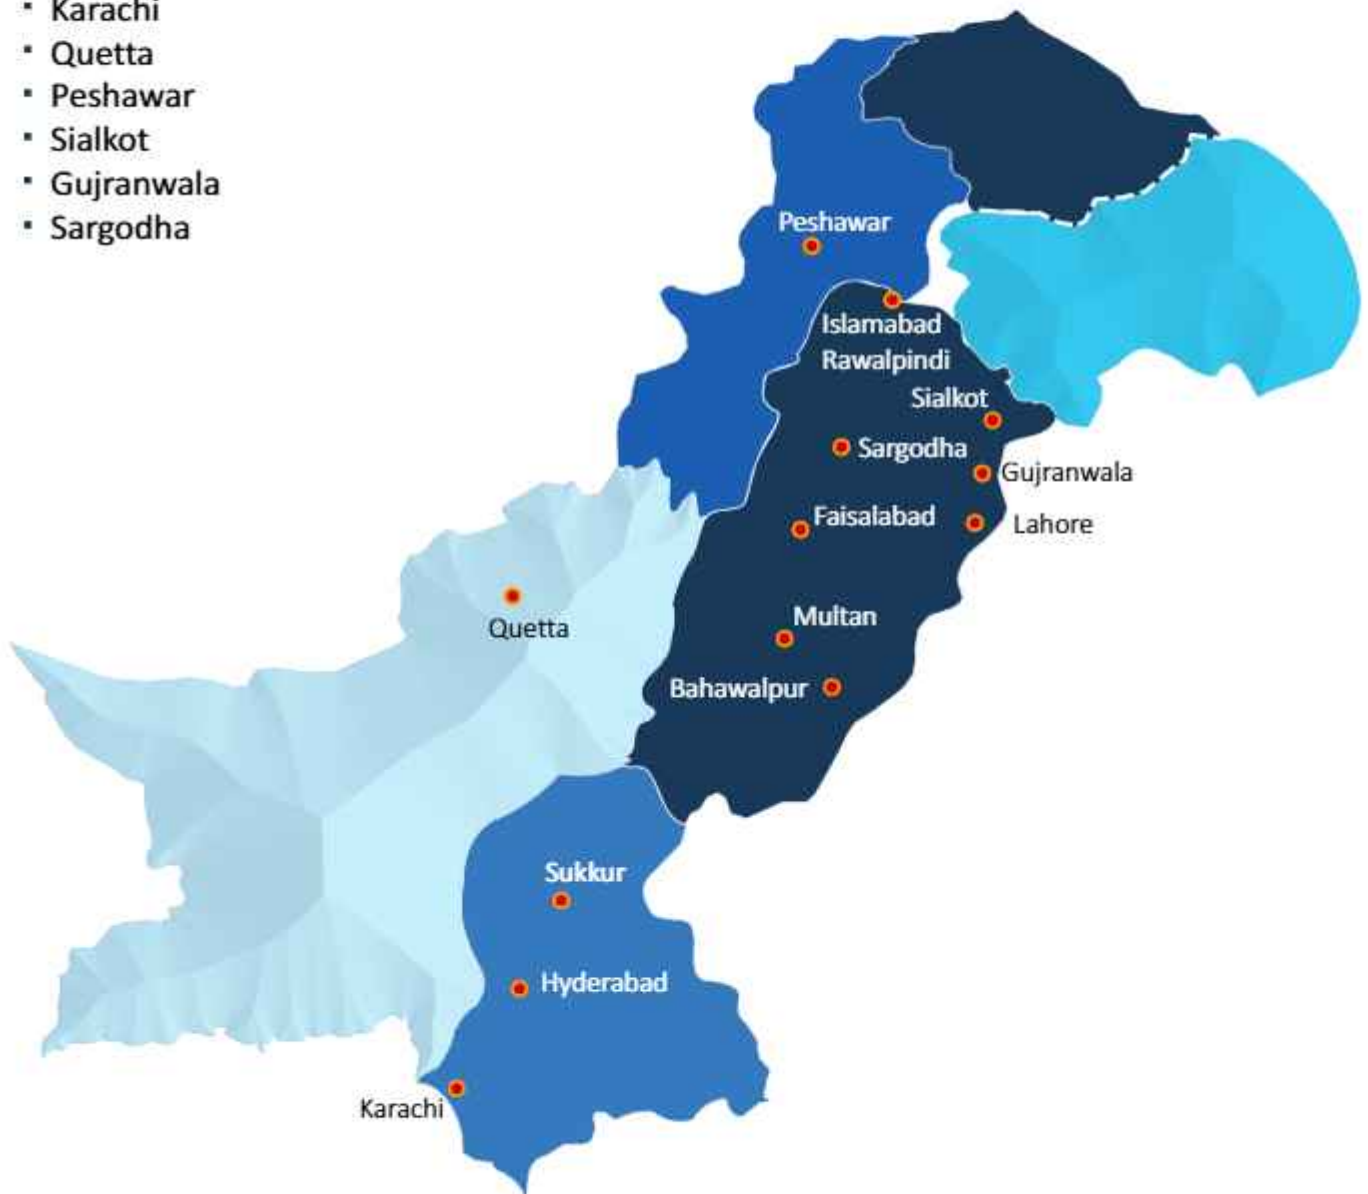 ▪ Karachi
▪ Quetta
▪ Peshawar
▪ Sialkot
▪ Gujranwala
▪ Sargodha
Peshawar
Islamabad
Rawalpindi
Sialkot
Sargodha
Gujranwala
Faisalabad
Lahore
Multan
Quetta
Bahawalpur
Sukkur
Hyderabad
Karachi